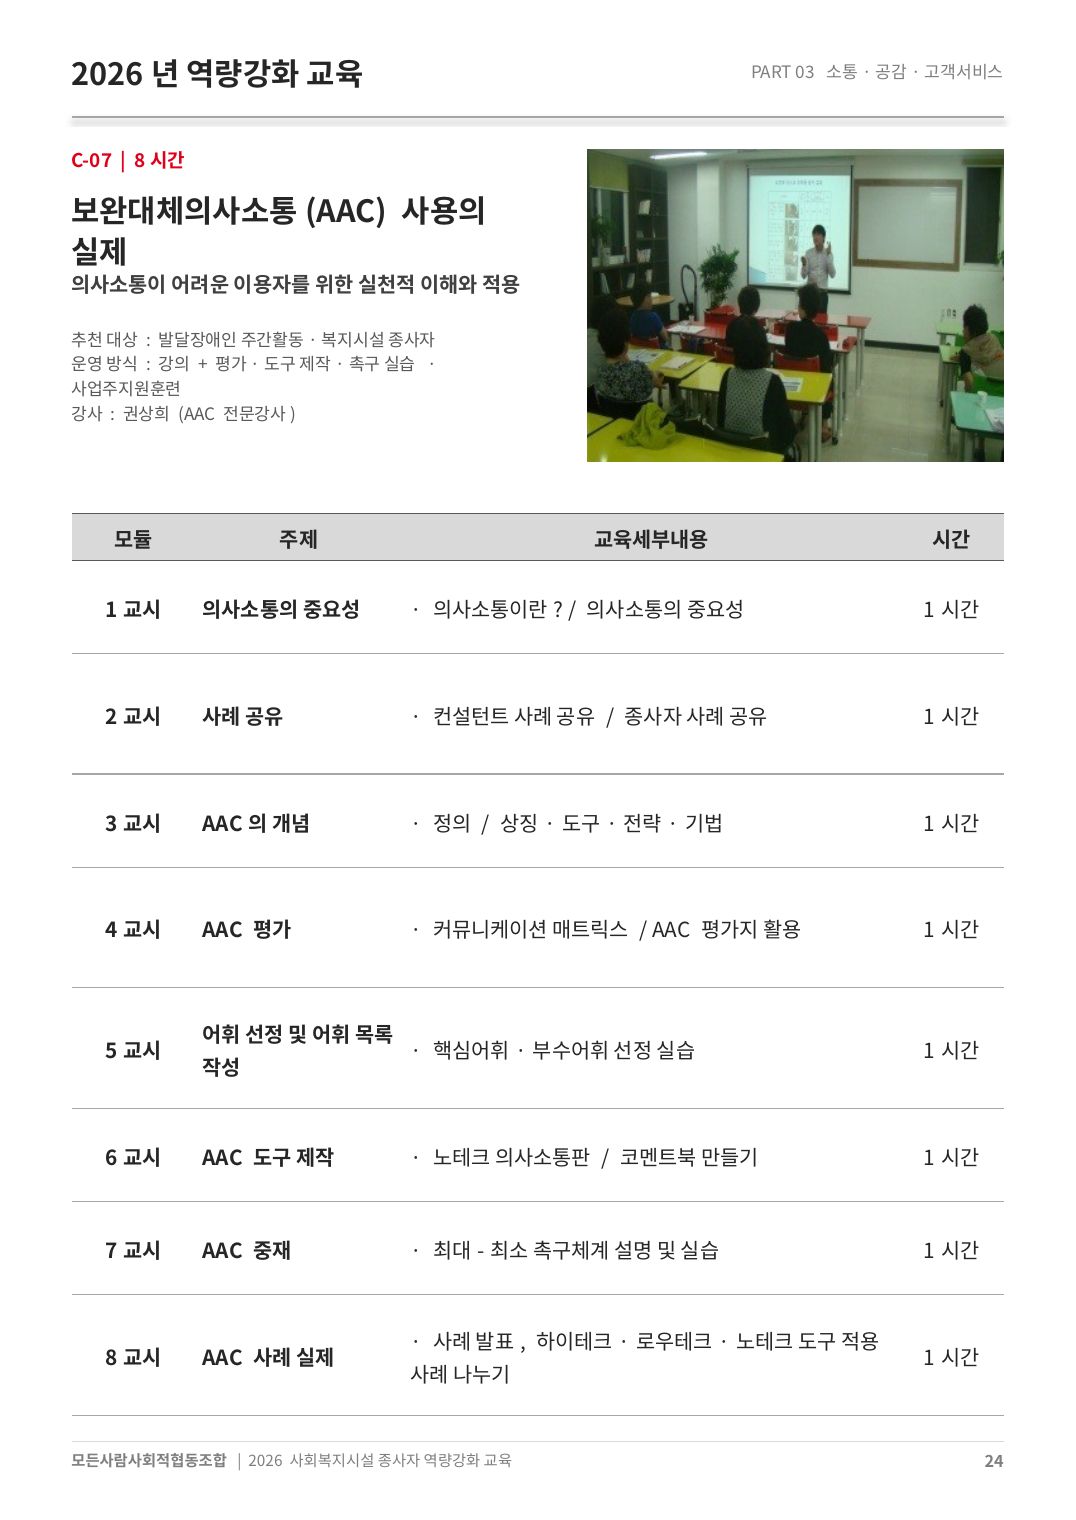 2026 년 역량강화 교육
PART 03 소통 · 공감 · 고객서비스
C-07 | 8 시간
보완대체의사소통 (AAC) 사용의
실제
의사소통이 어려운 이용자를 위한 실천적 이해와 적용
추천 대상 : 발달장애인 주간활동 · 복지시설 종사자
운영 방식 : 강의 + 평가 · 도구 제작 · 촉구 실습 ·
사업주지원훈련
강사 : 권상희 (AAC 전문강사 )
모듈 주제 교육세부내용 시간
1 교시 의사소통의 중요성 · 의사소통이란 ? / 의사소통의 중요성 1 시간
2 교시 사례 공유 · 컨설턴트 사례 공유 / 종사자 사례 공유 1 시간
3 교시 AAC 의 개념 · 정의 / 상징 · 도구 · 전략 · 기법 1 시간
4 교시 AAC 평가 · 커뮤니케이션 매트릭스 / AAC 평가지 활용 1 시간
5 교시 어휘 선정 및 어휘 목록 · 핵심어휘 · 부수어휘 선정 실습 1 시간
작성
6 교시 AAC 도구 제작 · 노테크 의사소통판 / 코멘트북 만들기 1 시간
7 교시 AAC 중재 · 최대 - 최소 촉구체계 설명 및 실습 1 시간
8 교시 AAC 사례 실제 · 사례 발표 , 하이테크 · 로우테크 · 노테크 도구 적용 1 시간
사례 나누기
모든사람사회적협동조합 | 2026 사회복지시설 종사자 역량강화 교육
24